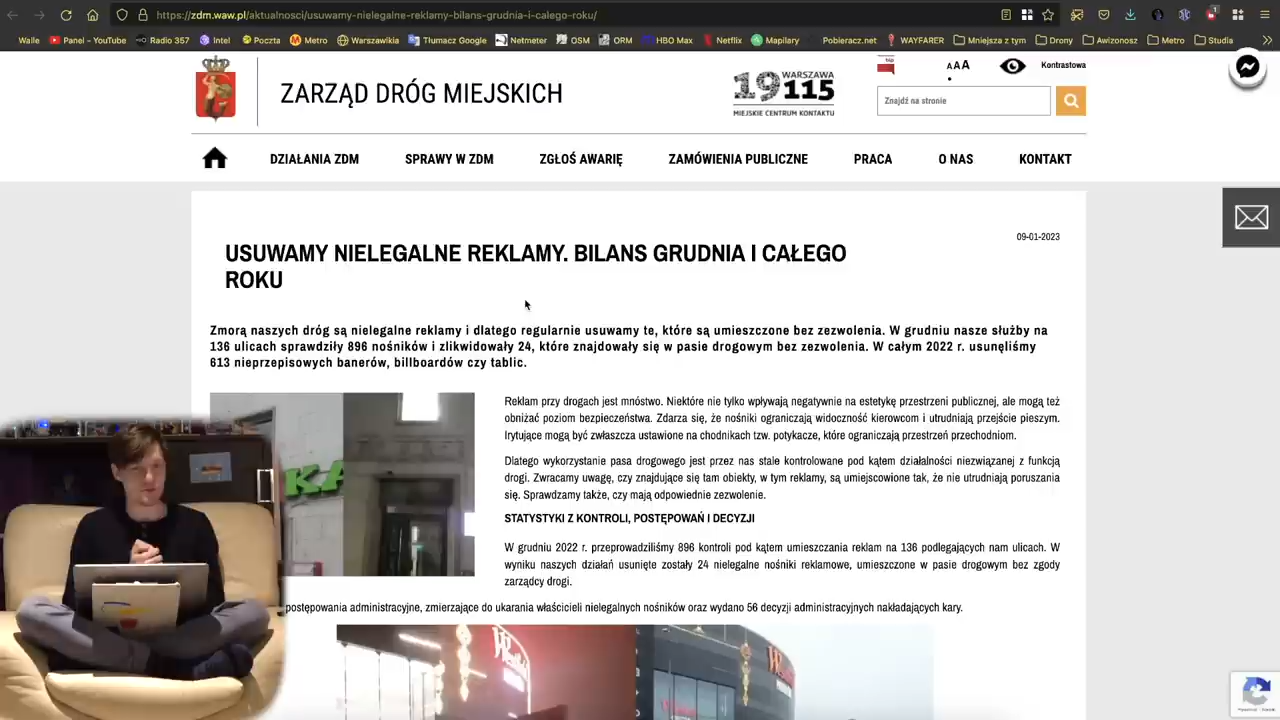 https://zdm.waw.pl/aktualnosci/usuwamy-nielegalne-reklamy-bilans-grudnia-i-calego-roku/
Walle Panel - YouTube Radio 357 Intel Poczta Metro Warszawia Tłumacz Google Netmeter OSM ORM HBO Max Netflix Mapilary Pobieracz.net WAYFARER Mniejsza z tym Drony Awizonosz Metro Studia
ZARZĄD DRÓG MIEJSKICH
19115 WARSZAWA
MIEJSKIE CENTRUM KONTAKTU
bip
A A A
Kontrastowa
Znajdź na stronie
DZIAŁANIA ZDM SPRAWY W ZDM ZGŁOŚ AWARIĘ ZAMÓWIENIA PUBLICZNE PRACA O NAS KONTAKT
09-01-2023
USUWAMY NIELEGALNE REKLAMY. BILANS GRUDNIA I CAŁEGO
ROKU
Zmorą naszych dróg są nielegalne reklamy i dlatego regularnie usuwamy te, które są umieszczone bez zezwolenia. W grudniu nasze służby na
136 ulicach sprawdziły 896 nośników i zlikwidowały 24, które znajdowały się w pasie drogowym bez zezwolenia. W całym 2022 r. usunęliśmy
613 nieprzepisowych banerów, billboardów czy tablic.
Reklam przy drogach jest mnóstwo. Niektóre nie tylko wpływają negatywnie na estetykę przestrzeni publicznej, ale mogą też
obniżać poziom bezpieczeństwa. Zdarza się, że nośniki ograniczają widoczność kierowcom i utrudniają przejście pieszym.
Irytujące mogą być zwłaszcza ustawione na chodnikach tzw. potykacze, które ograniczają przestrzeń przechodniom.
Dlatego wykorzystanie pasa drogowego jest przez nas stale kontrolowane pod kątem działalności niezwiązanej z funkcją
drogi. Zwracamy uwagę, czy znajdujące się tam obiekty, w tym reklamy, są umiejscowione tak, że nie utrudniają poruszania
się. Sprawdzamy także, czy mają odpowiednie zezwolenie.
STATYSTYKI Z KONTROLI, POSTĘPOWAŃ I DECYZJI
W grudniu 2022 r. przeprowadziliśmy 896 kontroli pod kątem umieszczania reklam na 136 podlegających nam ulicach. W
wyniku naszych działań usunięte zostały 24 nielegalne nośniki reklamowe, umieszczone w pasie drogowym bez zgody
zarządcy drogi.
postępowania administracyjne, zmierzające do ukarania właścicieli nielegalnych nośników oraz wydano 56 decyzji administracyjnych nakładających kary.
KA